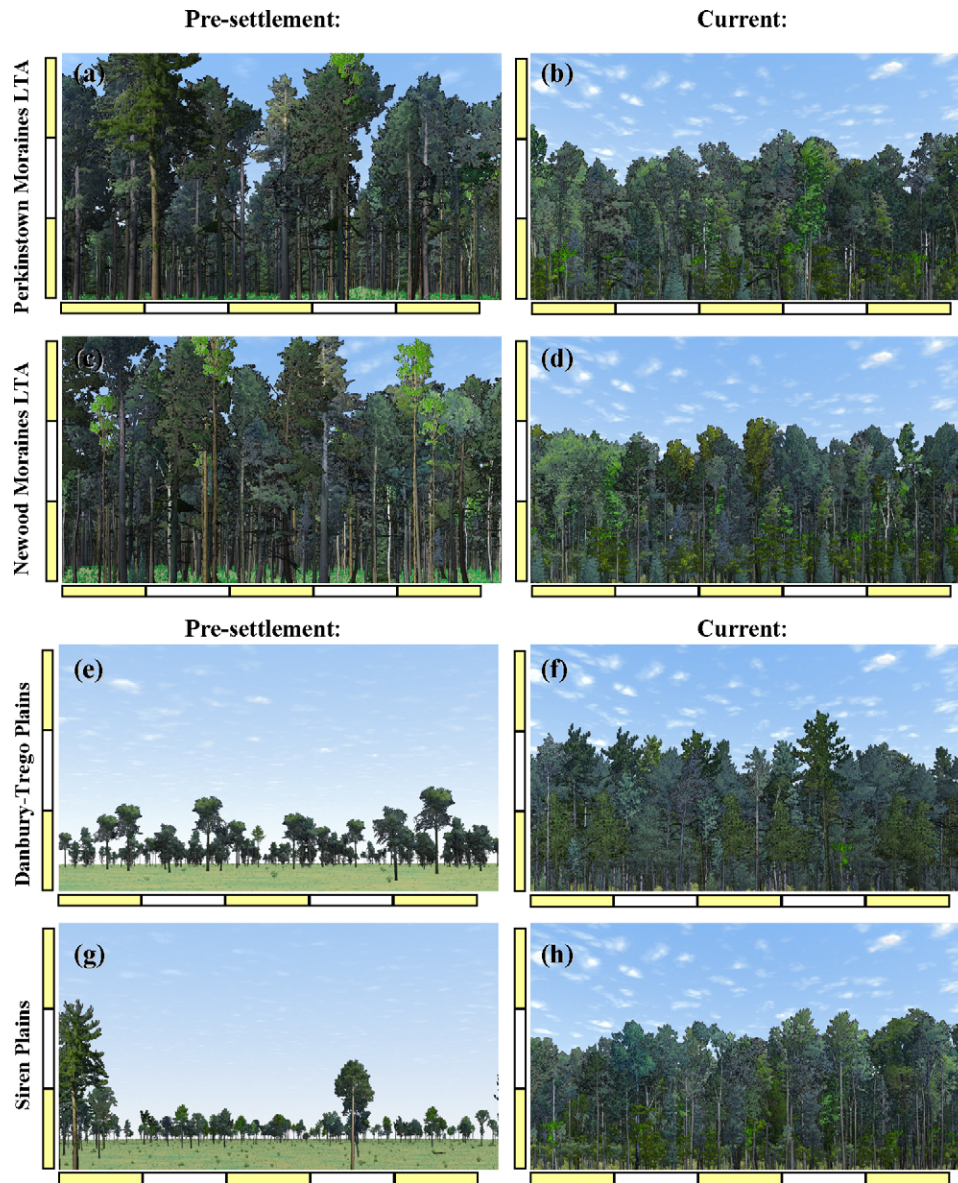 Pre-settlement: Current:
Perkinstown Moraines LTA
(a) (b)
Newood Moraines LTA
(c) (d)
Pre-settlement: Current:
Danbury-Trego Plains
(e) (f)
Siren Plains
(g) (h)